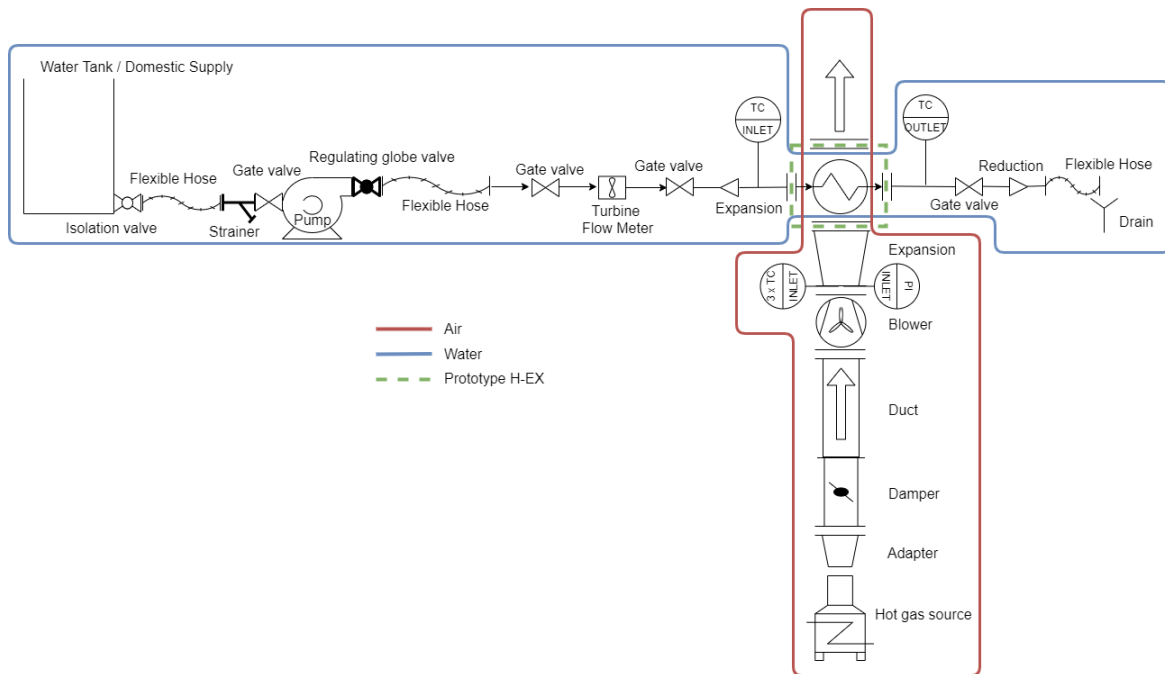 Water Tank / Domestic Supply
TC
INLET
TC
OUTLET
Regulating globe valve
Flexible Hose
Gate valve
Gate valve
Gate valve
Reduction
Flexible Hose
Flexible Hose
Expansion
Gate valve
Isolation valve
Strainer
Pump
Turbine
Flow Meter
Drain
Expansion
3 x TC
INLET
PI
INLET
Blower
Air
Water
Prototype H-EX
Duct
Damper
Adapter
Hot gas source